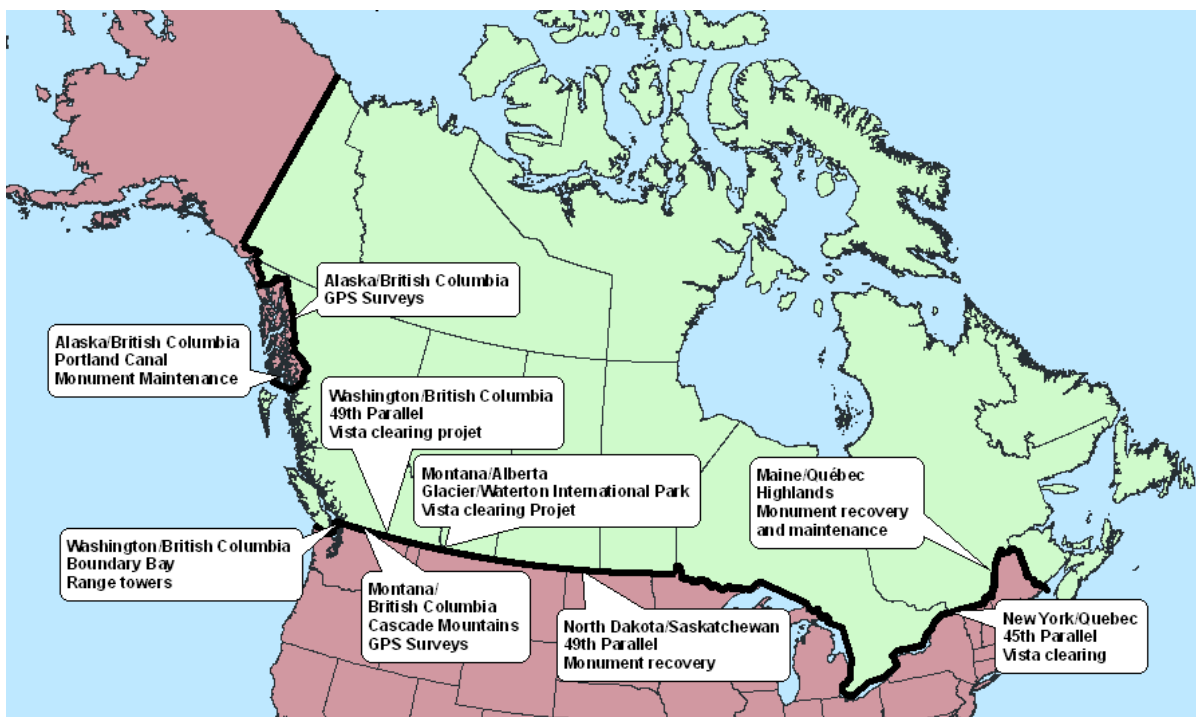 Alaska/British Columbia
GPS Surveys
Alaska/British Columbia
Portland Canal
Monument Maintenance
Washington/British Columbia
49th Parallel
Vista clearing projet
Montana/Alberta
Glacier/Waterton International Park
Vista clearing Projet
Maine/Québec
Highlands
Monument recovery
and maintenance
Washington/British Columbia
Boundary Bay
Range towers
Montana/
British Columbia
Cascade Mountains
GPS Surveys
North Dakota/Saskatchewan
49th Parallel
Monument recovery
New York/Quebec
45th Parallel
Vista clearing